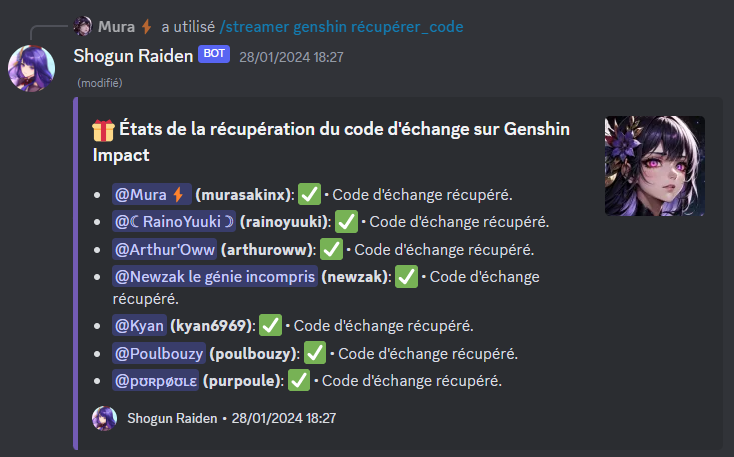 Mura ⚡ a utilisé /streamer genshin récupérer_code
Shogun Raiden BOT 28/01/2024 18:27
(modifié)
🎁 États de la récupération du code d'échange sur Genshin
Impact
• @Mura ⚡ (murasakinx): ✅ • Code d'échange récupéré.
• @☾RainoYuuki☽ (rainoyuuki): ✅ • Code d'échange récupéré.
• @Arthur'Oww (arthuroww): ✅ • Code d'échange récupéré.
• @Newzak le génie incompris (newzak): ✅ • Code d'échange
récupéré.
• @Kyan (kyan6969): ✅ • Code d'échange récupéré.
• @Poulbouzy (poulbouzy): ✅ • Code d'échange récupéré.
• @pʊʀpøʊʟɛ (purpoule): ✅ • Code d'échange récupéré.
Shogun Raiden • 28/01/2024 18:27